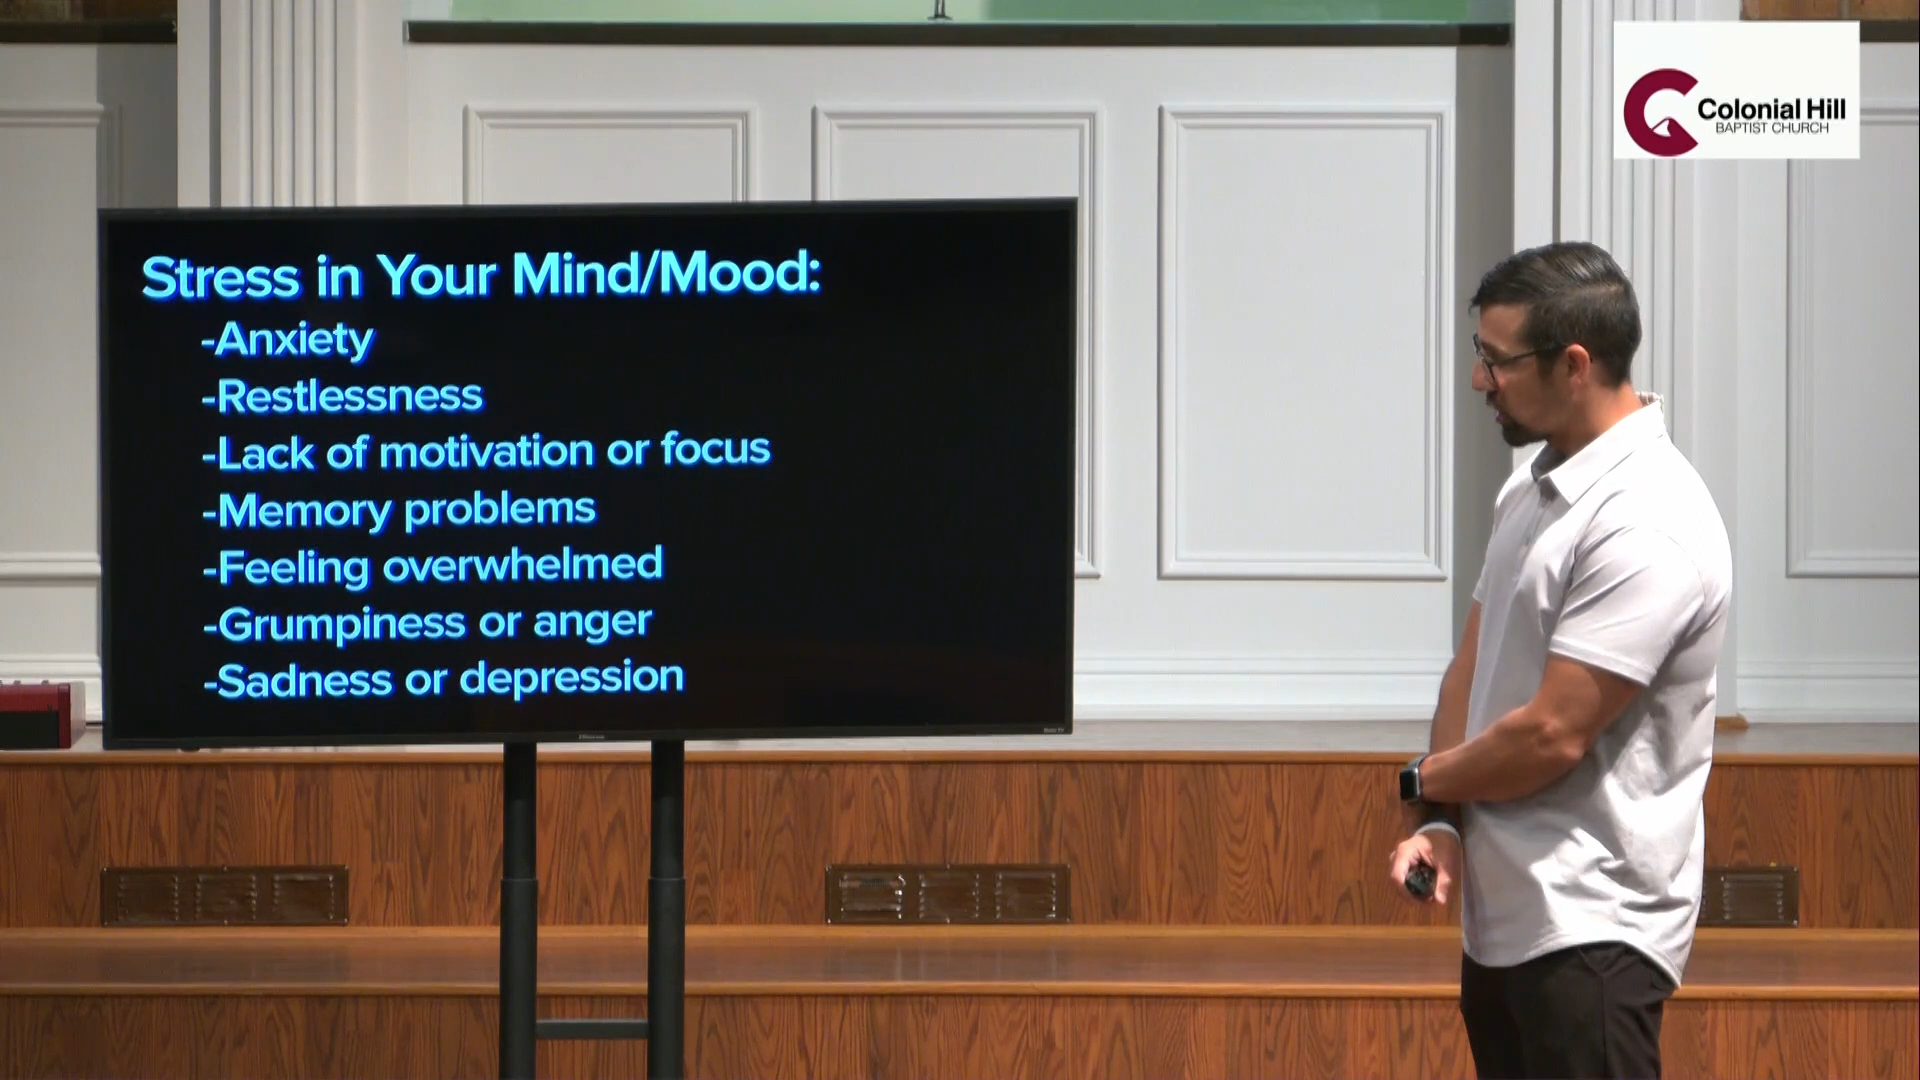 Colonial Hill
BAPTIST CHURCH
Stress in Your Mind/Mood:
-Anxiety
-Restlessness
-Lack of motivation or focus
-Memory problems
-Feeling overwhelmed
-Grumpiness or anger
-Sadness or depression